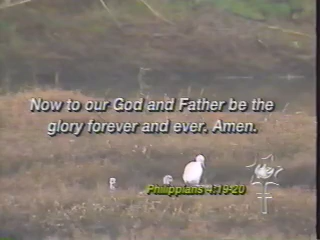 Now to our God and Father be the
glory forever and ever. Amen.
Philippians 4:19-20